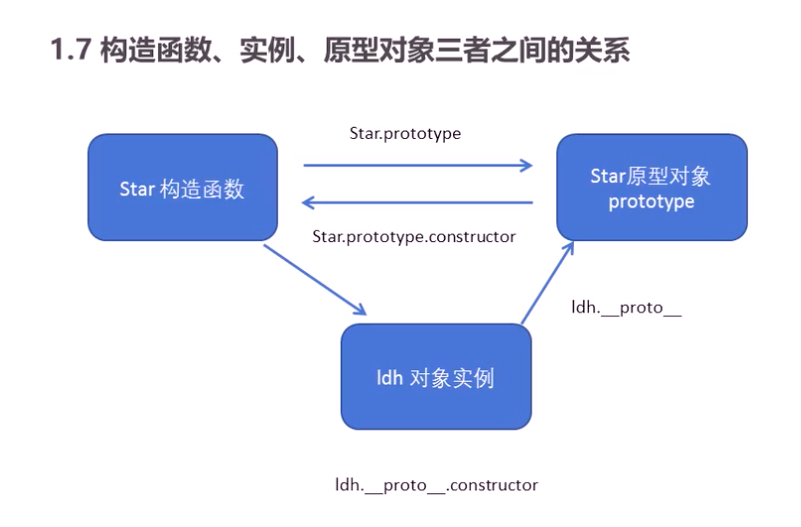 1.7 构造函数、实例、原型对象三者之间的关系
Star.prototype
Star 构造函数
Star原型对象
prototype
Star.prototype.constructor
ldh.__proto__
ldh 对象实例
ldh.__proto__.constructor